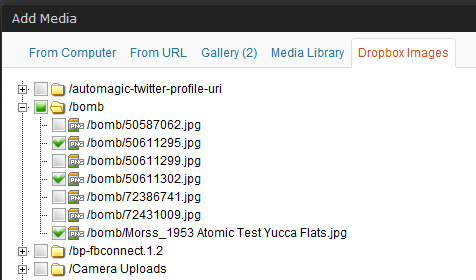 Add Media
From Computer From URL Gallery (2) Media Library Dropbox Images
/automagic-twitter-profile-uri
/bomb
/bomb/50587062.jpg
/bomb/50611295.jpg
/bomb/50611299.jpg
/bomb/50611302.jpg
/bomb/72386741.jpg
/bomb/72431009.jpg
/bomb/Morss_1953 Atomic Test Yucca Flats.jpg
/bp-fbconnect.1.2
/Camera Uploads